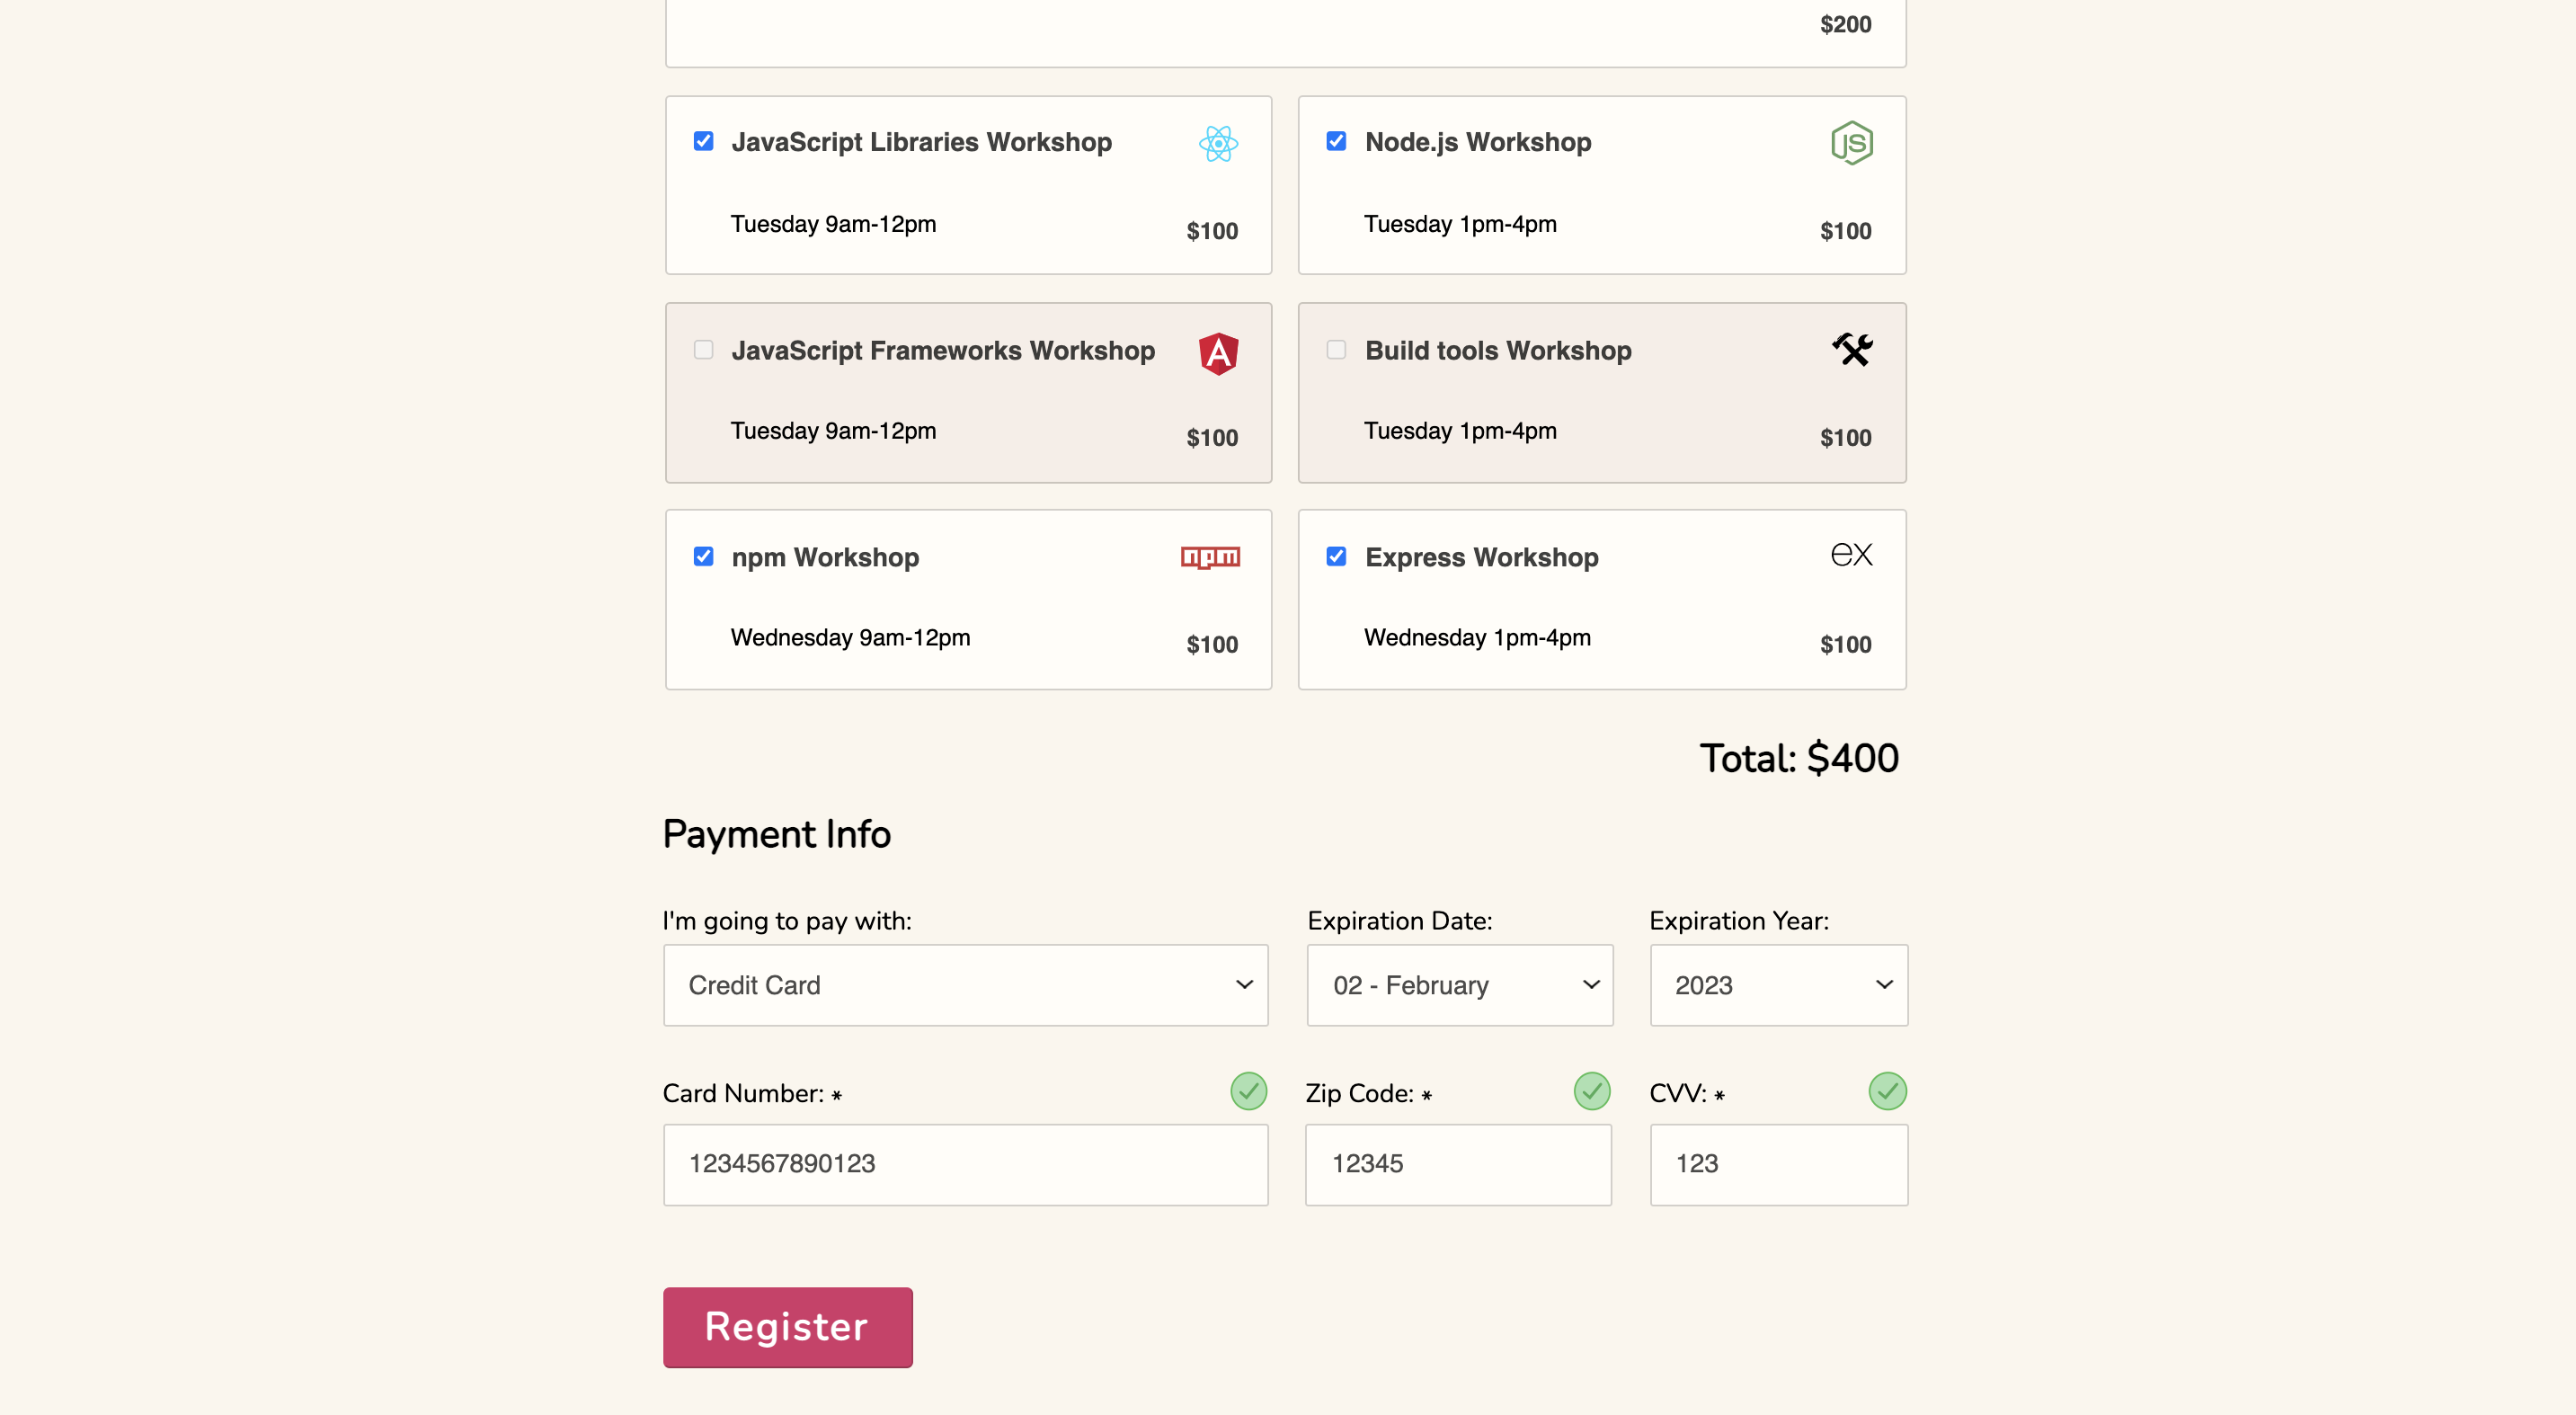 $200
JavaScript Libraries Workshop
Tuesday 9am-12pm
$100
Node.js Workshop
JS
Tuesday 1pm-4pm
$100
JavaScript Frameworks Workshop
A
Tuesday 9am-12pm
$100
Build tools Workshop
Tuesday 1pm-4pm
$100
npm Workshop
npm
Wednesday 9am-12pm
$100
Express Workshop
ex
Wednesday 1pm-4pm
$100
Total: $400
Payment Info
I'm going to pay with:
Credit Card
Expiration Date:
02 - February
Expiration Year:
2023
Card Number: *
1234567890123
Zip Code: *
12345
CVV: *
123
Register